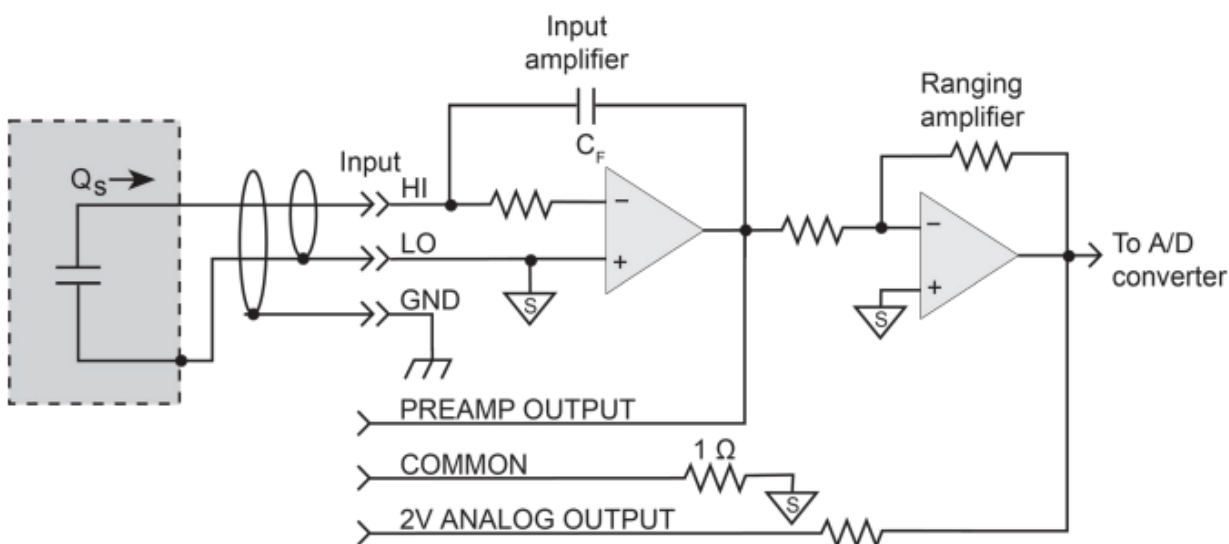 Input
amplifier
Ranging
amplifier
C_F
Q_S
Input
HI
LO
GND
S
S
To A/D
converter
PREAMP OUTPUT
COMMON
1 Ω
S
2V ANALOG OUTPUT
−
+
−
+